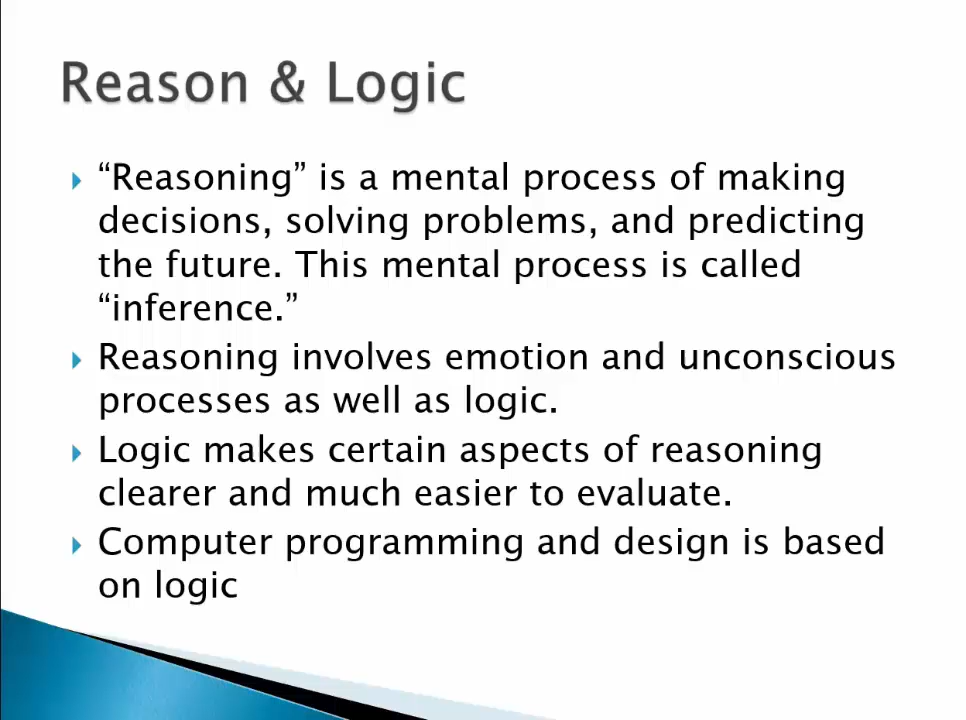 Reason & Logic
“Reasoning” is a mental process of making
decisions, solving problems, and predicting
the future. This mental process is called
“inference.”
Reasoning involves emotion and unconscious
processes as well as logic.
Logic makes certain aspects of reasoning
clearer and much easier to evaluate.
Computer programming and design is based
on logic